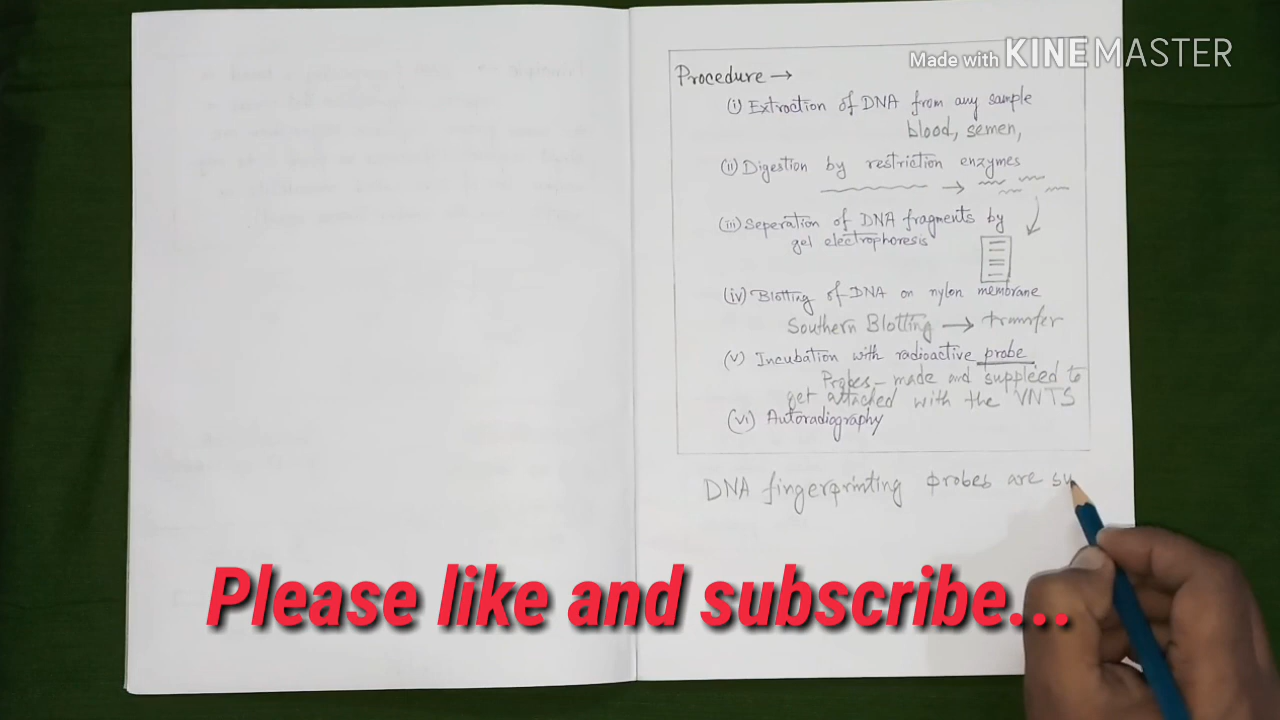 Made with KINEMASTER
Procedure →
(i) Extraction of DNA from any sample
blood, semen,
(ii) Digestion by restriction enzymes
(iii) Seperation of DNA fragments by
gel electrophoresis
(iv) Blotting of DNA on nylon membrane
Southern Blotting → transfer
(v) Incubation with radioactive probe
Probes - made and suppleed to
get attached with the VNTS
(vi) Autoradiography
DNA fingerprinting probes are su
Please like and subscribe...